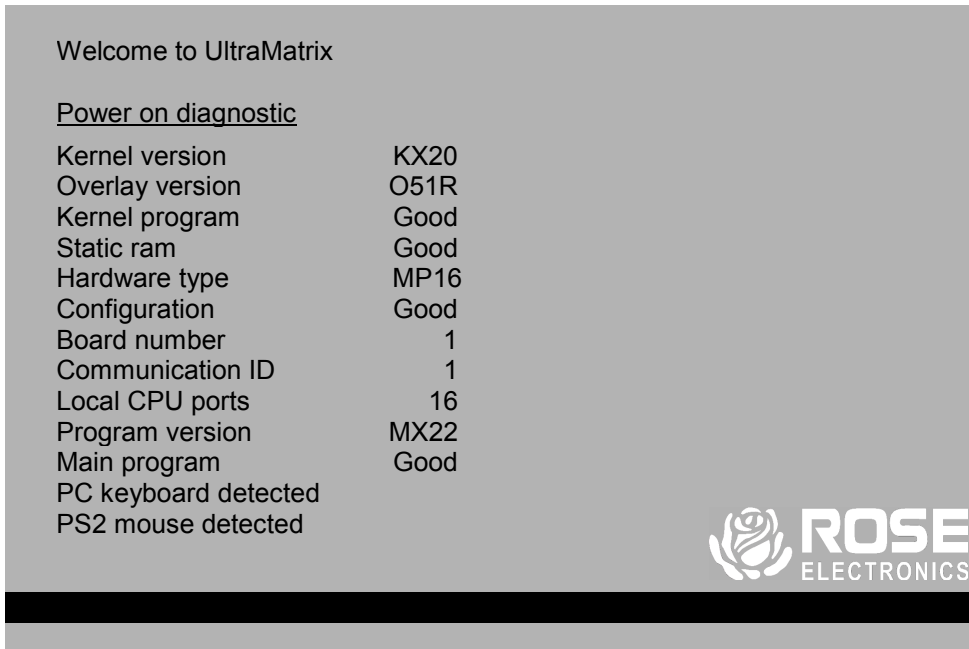 Welcome to UltraMatrix
Power on diagnostic
Kernel version KX20
Overlay version O51R
Kernel program Good
Static ram Good
Hardware type MP16
Configuration Good
Board number 1
Communication ID 1
Local CPU ports 16
Program version MX22
Main program Good
PC keyboard detected
PS2 mouse detected
ROSE
ELECTRONICS